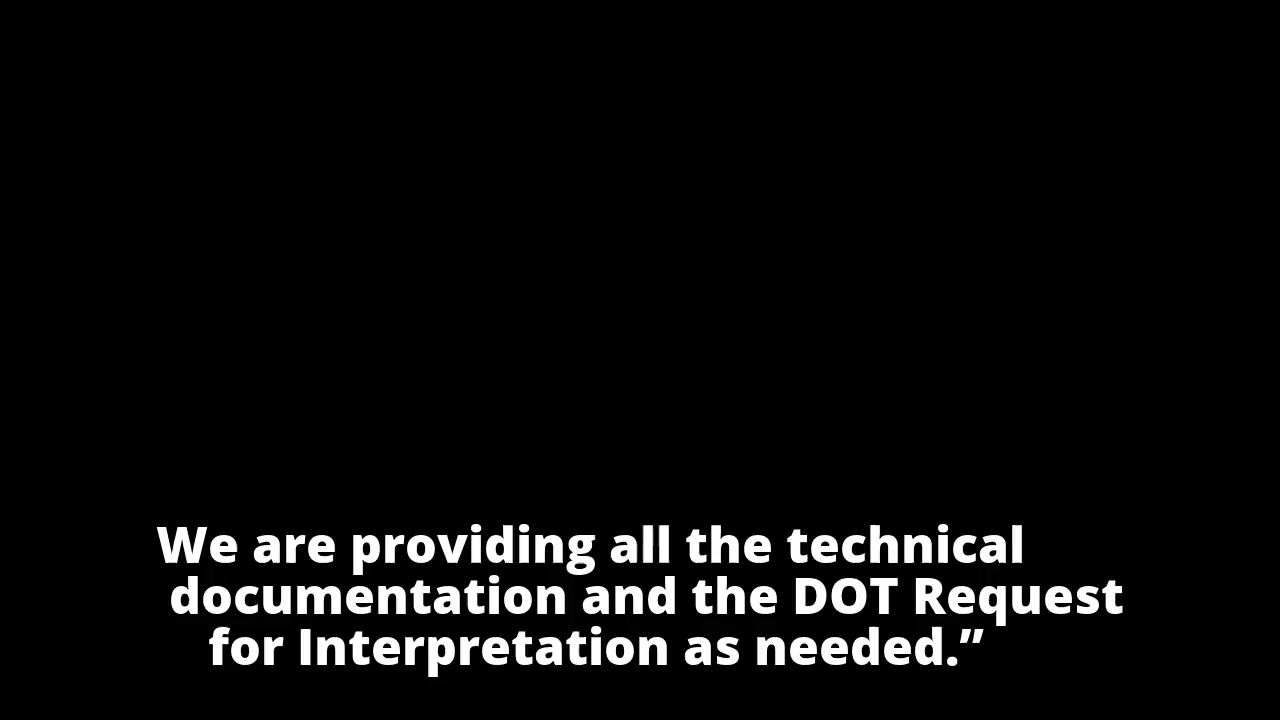 We are providing all the technical
documentation and the DOT Request
for Interpretation as needed.”